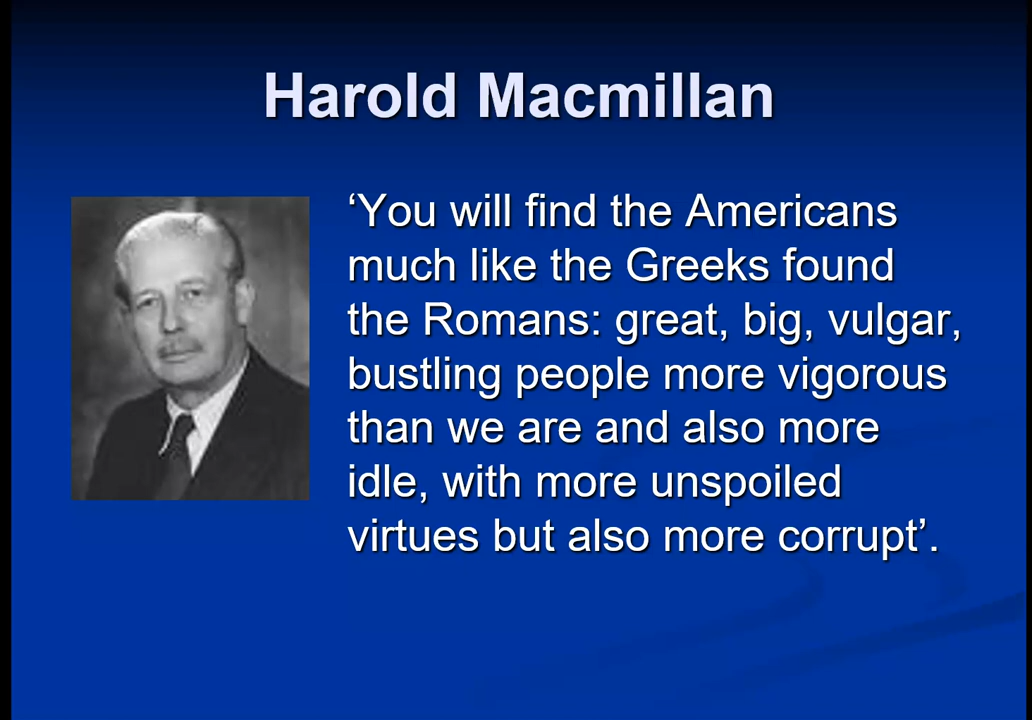 Harold Macmillan
‘You will find the Americans
much like the Greeks found
the Romans: great, big, vulgar,
bustling people more vigorous
than we are and also more
idle, with more unspoiled
virtues but also more corrupt’.